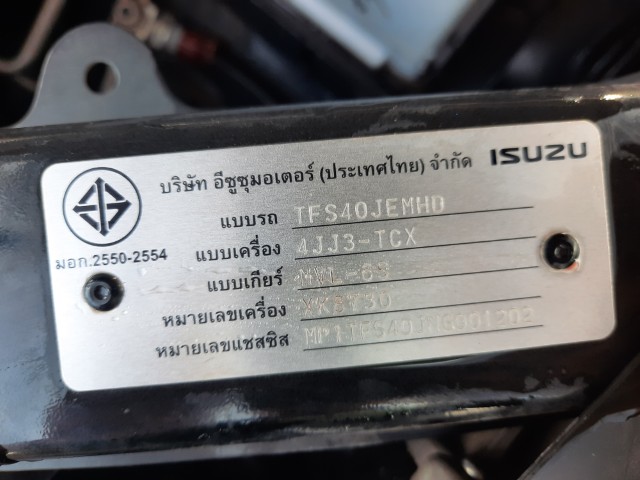 บริษัท อีซูซุมอเตอร์ (ประเทศไทย) จำกัด ISUZU
มอก.2550-2554
แบบรถ TFS40JEMHD
แบบเครื่อง 4JJ3-TCX
แบบเกียร์ MVL-6S
หมายเลขเครื่อง
หมายเลขแชสซิส